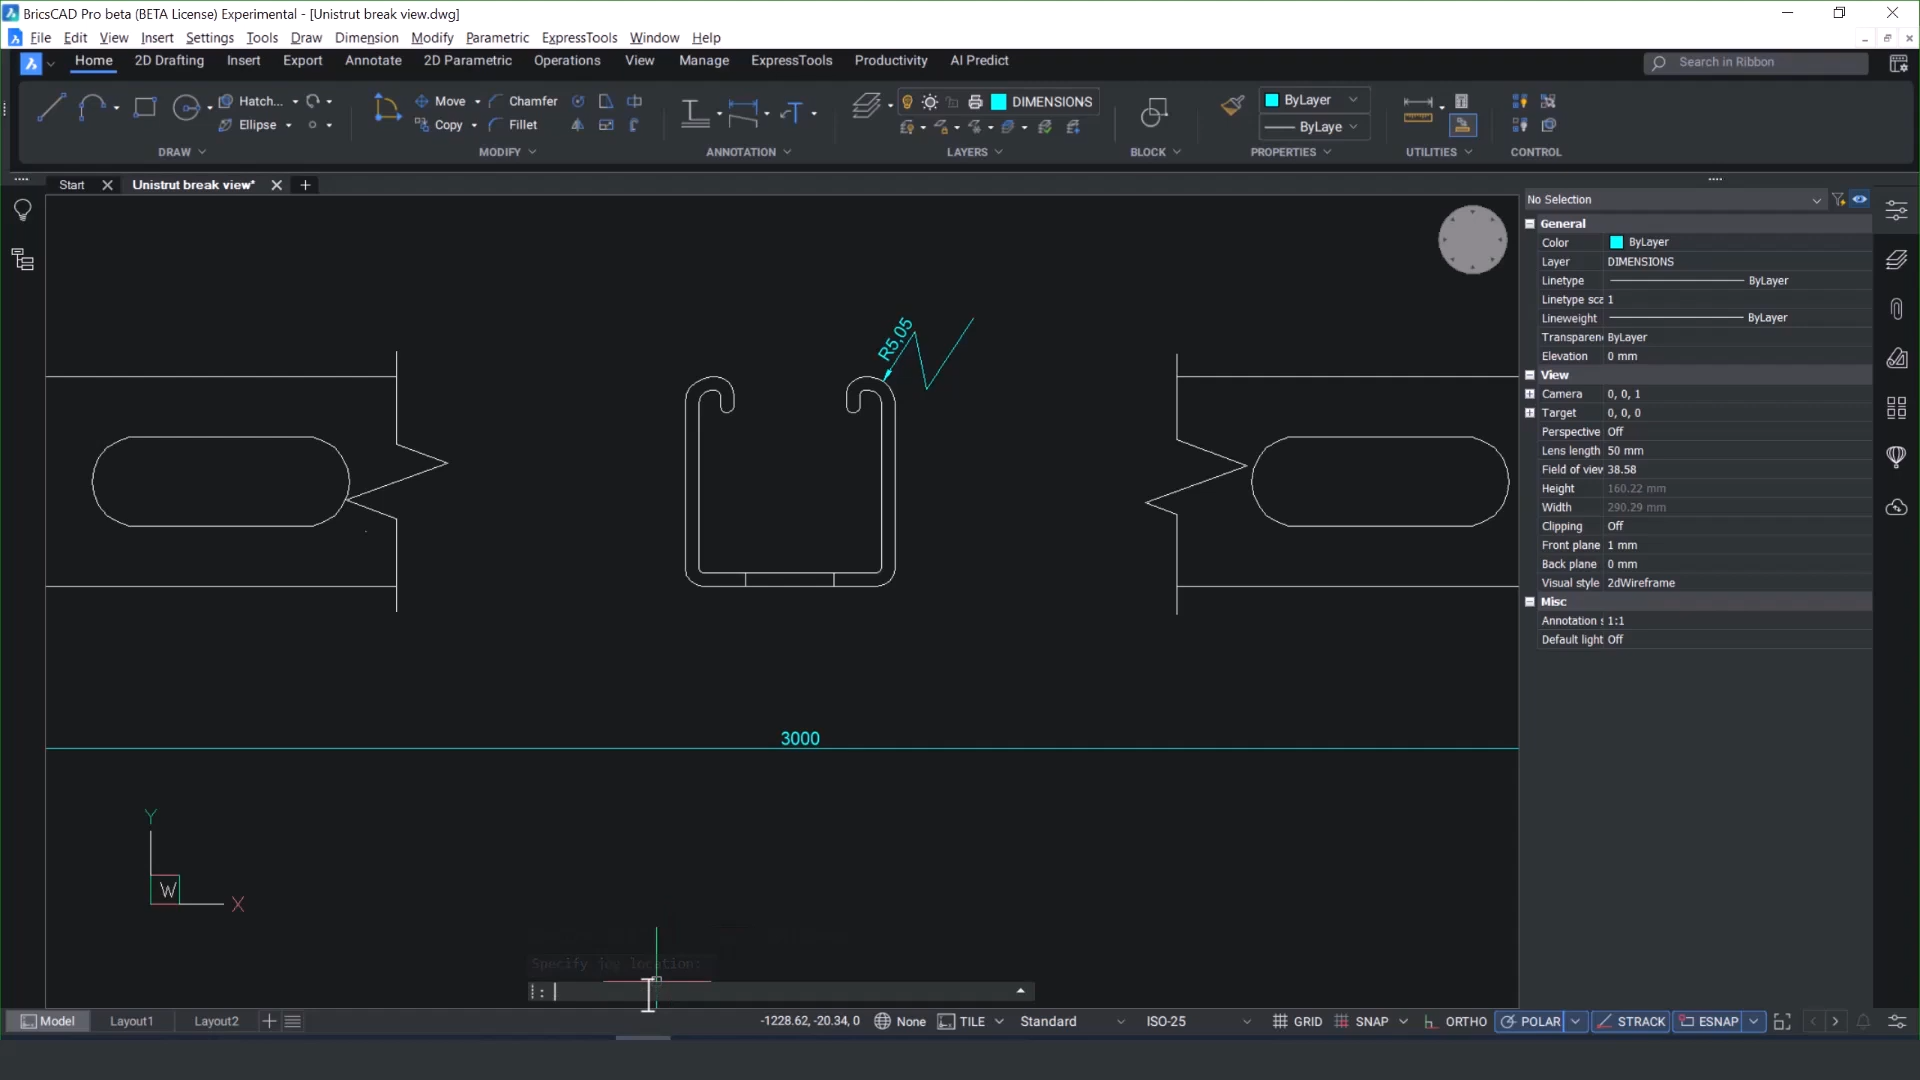 BricsCAD Pro beta (BETA License) Experimental - [Unistrut break view.dwg]
File Edit View Insert Settings Tools Draw Dimension Modify Parametric ExpressTools Window Help
Home 2D Drafting Insert Export Annotate 2D Parametric Operations View Manage ExpressTools Productivity AI Predict Search in Ribbon
Hatch... Move Chamfer DIMENSIONS ByLayer
Ellipse Copy Fillet ByLaye
DRAW MODIFY ANNOTATION LAYERS BLOCK PROPERTIES UTILITIES CONTROL
Start Unistrut break view*
No Selection
General
Color ByLayer
Layer DIMENSIONS
Linetype ByLayer
Linetype sca 1
Lineweight ByLayer
Transparen ByLayer
Elevation 0 mm
View
Camera 0, 0, 1
Target 0, 0, 0
Perspective Off
Lens length 50 mm
Field of view 38.58
Height 160.22 mm
Width 290.29 mm
Clipping Off
Front plane 1 mm
Back plane 0 mm
Visual style 2dWireframe
Misc
Annotation s 1:1
Default light Off
R5,05
3000
Y
W
X
Specify jog location:
:
Model Layout1 Layout2 -1228.62, -20.34, 0 None TILE Standard ISO-25 GRID SNAP ORTHO POLAR STRACK ESNAP